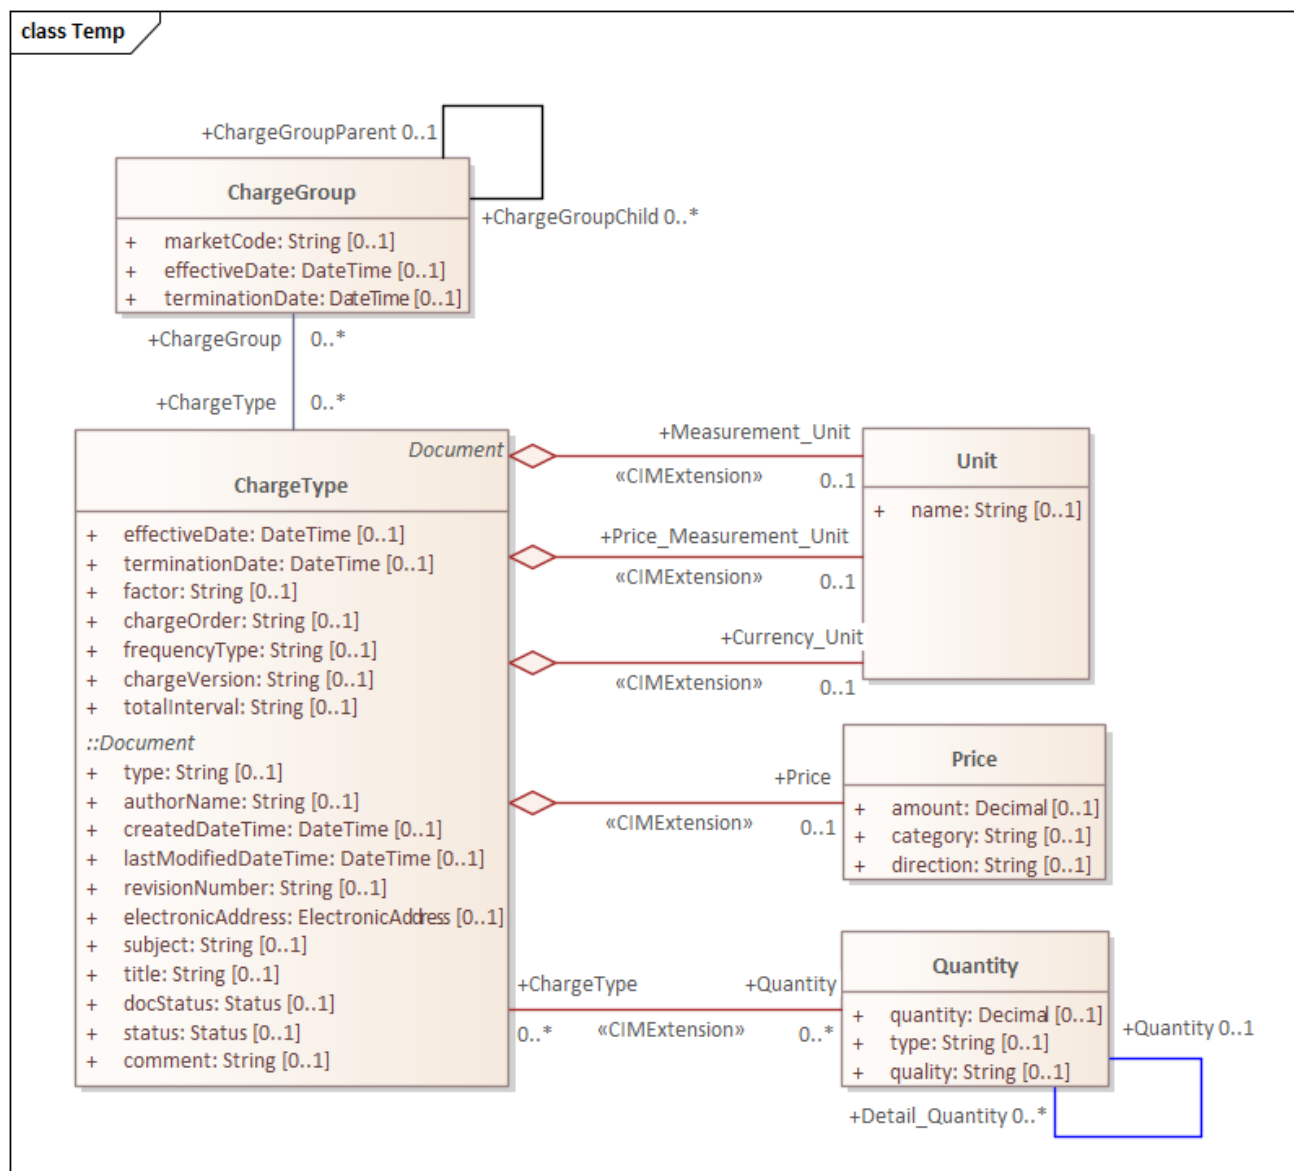 class Temp
+ChargeGroupParent 0..1
ChargeGroup
+ChargeGroupChild 0..*
+ marketCode: String [0..1]
+ effectiveDate: DateTime [0..1]
+ terminationDate: DateTime [0..1]
+ChargeGroup 0..*
+ChargeType 0..*
Document
ChargeType
+ effectiveDate: DateTime [0..1]
+ terminationDate: DateTime [0..1]
+ factor: String [0..1]
+ chargeOrder: String [0..1]
+ frequencyType: String [0..1]
+ chargeVersion: String [0..1]
+ totalInterval: String [0..1]
::Document
+ type: String [0..1]
+ authorName: String [0..1]
+ createdDateTime: DateTime [0..1]
+ lastModifiedDateTime: DateTime [0..1]
+ revisionNumber: String [0..1]
+ electronicAddress: ElectronicAddress [0..1]
+ subject: String [0..1]
+ title: String [0..1]
+ docStatus: Status [0..1]
+ status: Status [0..1]
+ comment: String [0..1]
+Measurement_Unit
«CIMExtension» 0..1
+Price_Measurement_Unit
«CIMExtension» 0..1
+Currency_Unit
«CIMExtension» 0..1
Unit
+ name: String [0..1]
+Price
«CIMExtension» 0..1
Price
+ amount: Decimal [0..1]
+ category: String [0..1]
+ direction: String [0..1]
+ChargeType +Quantity
0..* «CIMExtension» 0..*
Quantity
+ quantity: Decimal [0..1]
+ type: String [0..1]
+ quality: String [0..1]
+Quantity 0..1
+Detail_Quantity 0..*